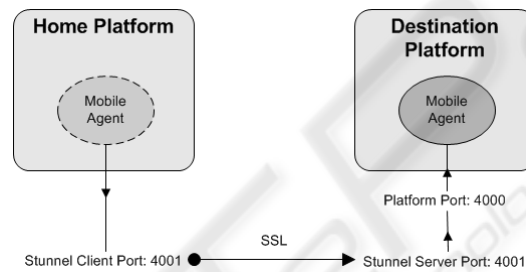 Home Platform
Mobile
Agent
Stunnel Client Port: 4001
SSL
Destination
Platform
Mobile
Agent
Platform Port: 4000
Stunnel Server Port: 4001